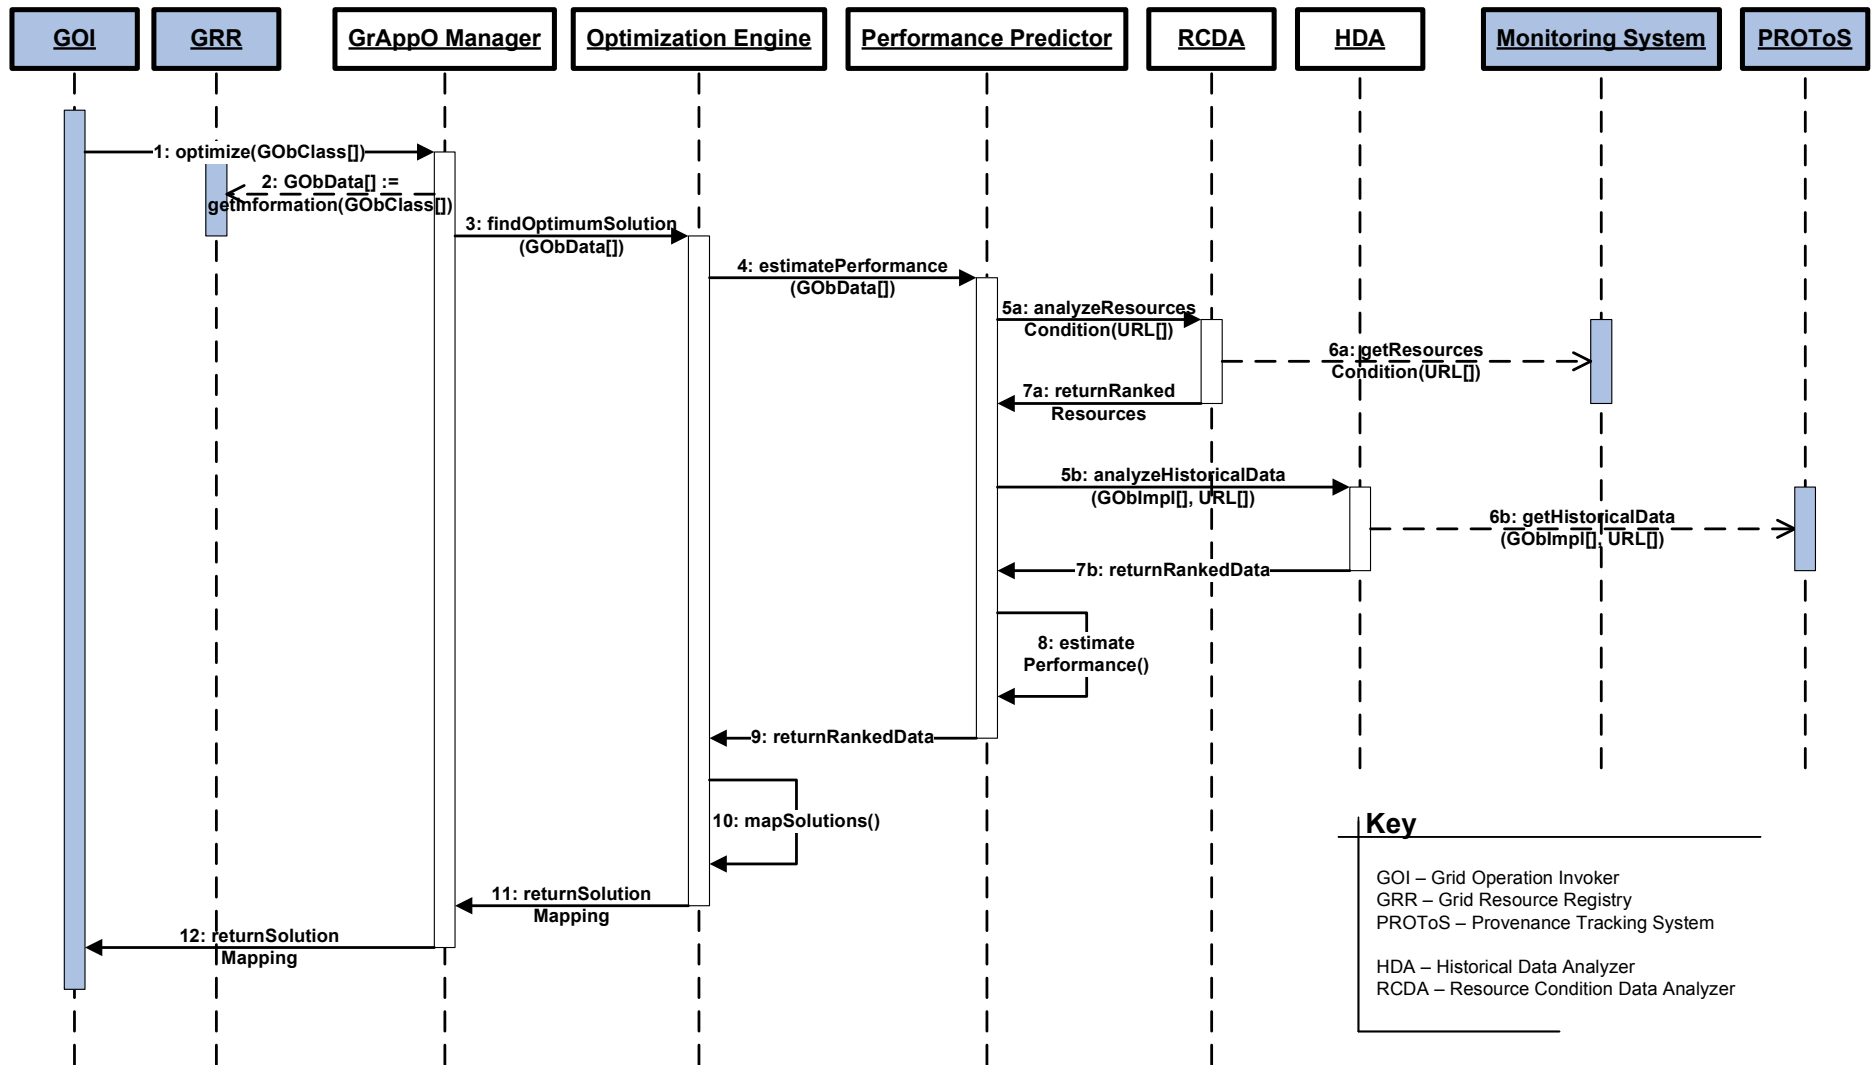 GOI
GRR
GrAppO Manager
Optimization Engine
Performance Predictor
RCDA
HDA
Monitoring System
PROToS
1: optimize(GObClass[])
2: GObData[] :=
getInformation(GObClass[])
3: findOptimumSolution
(GObData[])
4: estimatePerformance
(GObData[])
5a: analyzeResources
Condition(URL[])
6a: getResources
Condition(URL[])
7a: returnRanked
Resources
5b: analyzeHistoricalData
(GObImpl[], URL[])
6b: getHistoricalData
(GObImpl[], URL[])
7b: returnRankedData
8: estimate
Performance()
9: returnRankedData
10: mapSolutions()
11: returnSolution
Mapping
12: returnSolution
Mapping
Key
GOI – Grid Operation Invoker
GRR – Grid Resource Registry
PROToS – Provenance Tracking System
HDA – Historical Data Analyzer
RCDA – Resource Condition Data Analyzer